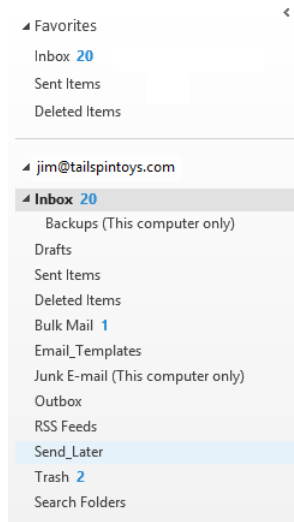 Favorites
Inbox 20
Sent Items
Deleted Items
jim@tailspintoys.com
Inbox 20
Backups (This computer only)
Drafts
Sent Items
Deleted Items
Bulk Mail 1
Email_Templates
Junk E-mail (This computer only)
Outbox
RSS Feeds
Send_Later
Trash 2
Search Folders